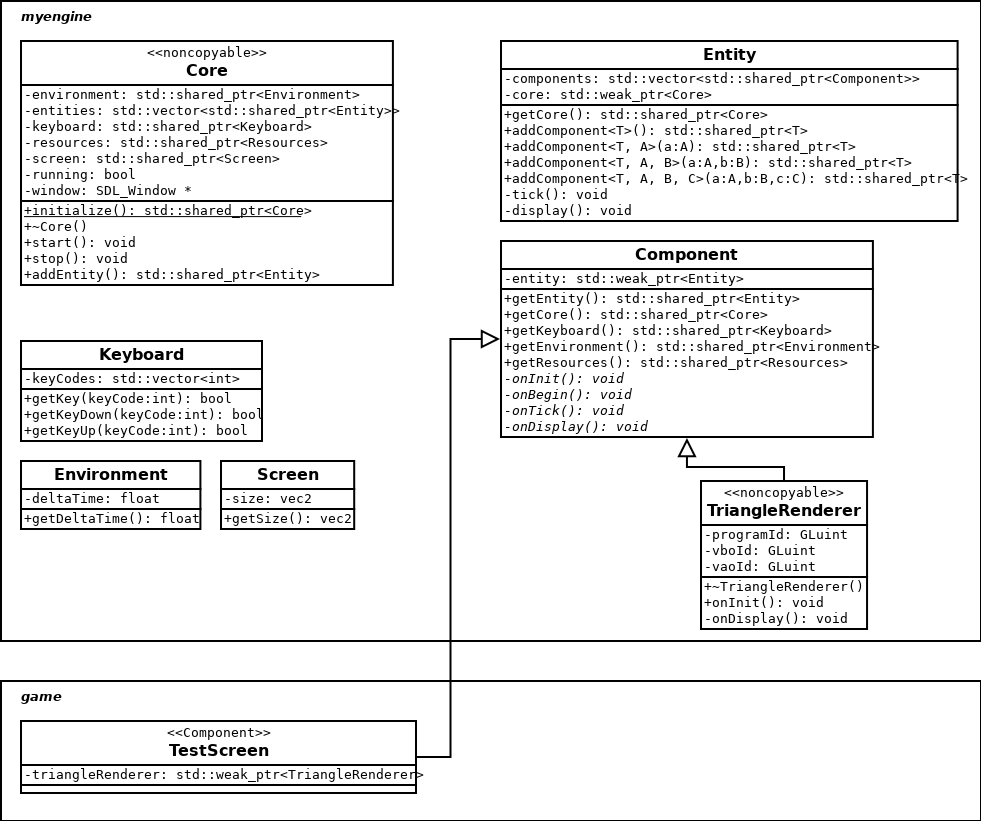 myengine
<<noncopyable>>
Core
-environment: std::shared_ptr<Environment>
-entities: std::vector<std::shared_ptr<Entity>>
-keyboard: std::shared_ptr<Keyboard>
-resources: std::shared_ptr<Resources>
-screen: std::shared_ptr<Screen>
-running: bool
-window: SDL_Window *
+initialize(): std::shared_ptr<Core>
+~Core()
+start(): void
+stop(): void
+addEntity(): std::shared_ptr<Entity>
Entity
-components: std::vector<std::shared_ptr<Component>>
-core: std::weak_ptr<Core>
+getCore(): std::shared_ptr<Core>
+addComponent<T>(): std::shared_ptr<T>
+addComponent<T, A>(a:A): std::shared_ptr<T>
+addComponent<T, A, B>(a:A,b:B): std::shared_ptr<T>
+addComponent<T, A, B, C>(a:A,b:B,c:C): std::shared_ptr<T>
-tick(): void
-display(): void
Component
-entity: std::weak_ptr<Entity>
+getEntity(): std::shared_ptr<Entity>
+getCore(): std::shared_ptr<Core>
+getKeyboard(): std::shared_ptr<Keyboard>
+getEnvironment(): std::shared_ptr<Environment>
+getResources(): std::shared_ptr<Resources>
-onInit(): void
-onBegin(): void
-onTick(): void
-onDisplay(): void
Keyboard
-keyCodes: std::vector<int>
+getKey(keyCode:int): bool
+getKeyDown(keyCode:int): bool
+getKeyUp(keyCode:int): bool
Environment
-deltaTime: float
+getDeltaTime(): float
Screen
-size: vec2
+getSize(): vec2
<<noncopyable>>
TriangleRenderer
-programId: GLuint
-vboId: GLuint
-vaoId: GLuint
+~TriangleRenderer()
+onInit(): void
-onDisplay(): void
game
<<Component>>
TestScreen
-triangleRenderer: std::weak_ptr<TriangleRenderer>